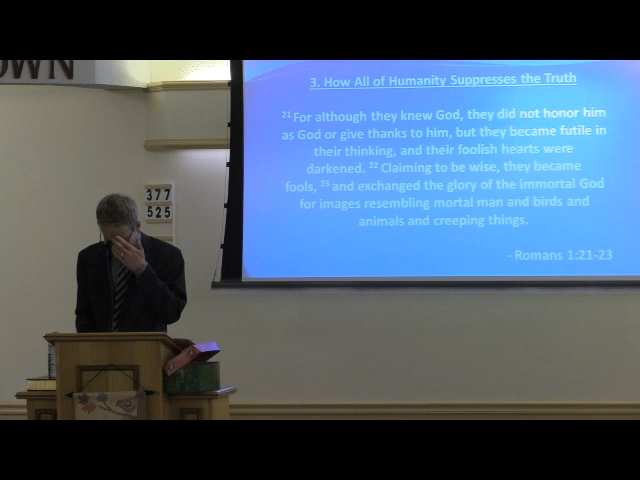 OWN
3. How All of Humanity Suppresses the Truth
21 For although they knew God, they did not honor him
as God or give thanks to him, but they became futile in
their thinking, and their foolish hearts were
darkened. 22 Claiming to be wise, they became
fools, 23 and exchanged the glory of the immortal God
for images resembling mortal man and birds and
animals and creeping things.
- Romans 1:21-23
377
525